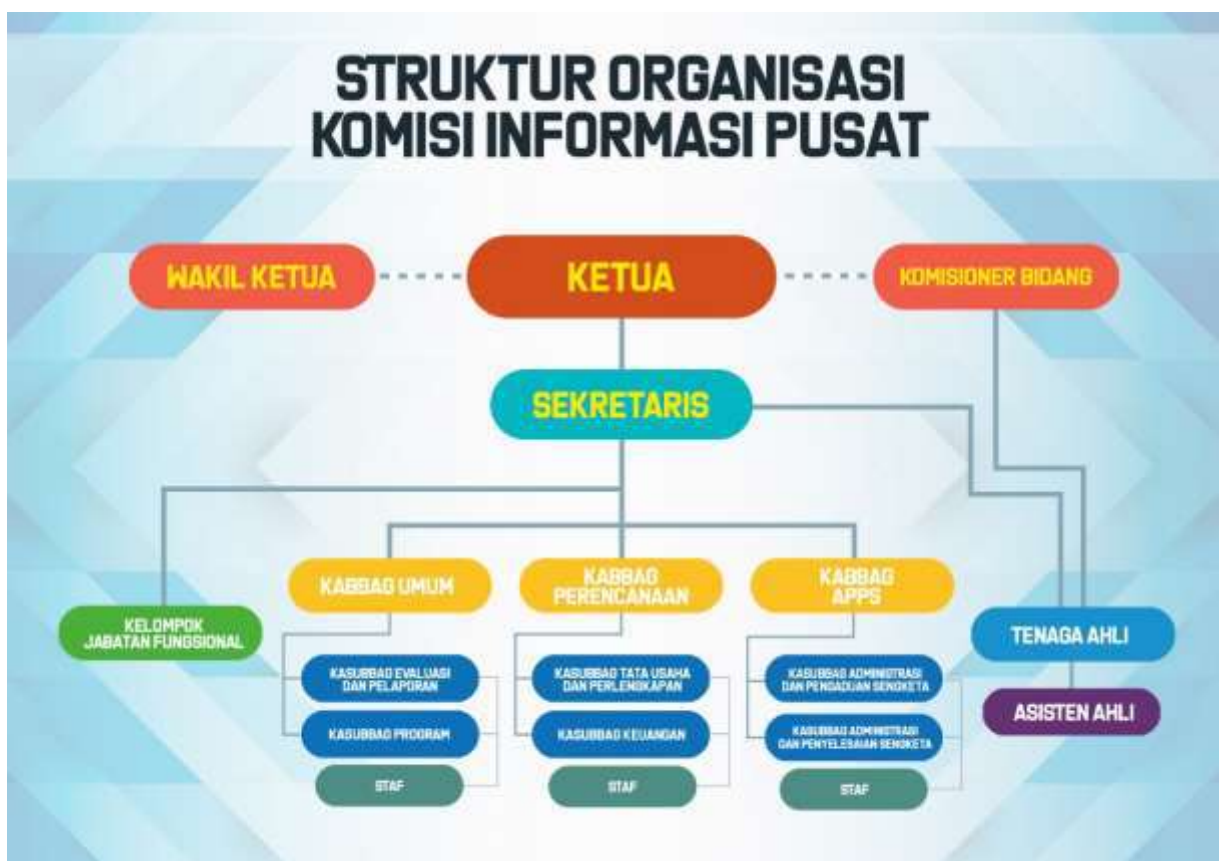 STRUKTUR ORGANISASI
KOMISI INFORMASI PUSAT
WAKIL KETUA
KETUA
KOMISIONER BIDANG
SEKRETARIS
KABBAG UMUM
KABBAG
PERENCANAAN
KABBAG
APPS
KELOMPOK
JABATAN FUNGSIONAL
TENAGA AHLI
KASUBBAG EVALUASI
DAN PELAPORAN
KASUBBAG TATA USAHA
DAN PERLENGKAPAN
KASUBBAG ADMINISTRASI
DAN PENGADUAN SENGKETA
ASISTEN AHLI
KASUBBAG PROGRAM
KASUBBAG KEUANGAN
KASUBBAG ADMINISTRASI
DAN PENYELESAIAN SENGKETA
STAF
STAF
STAF